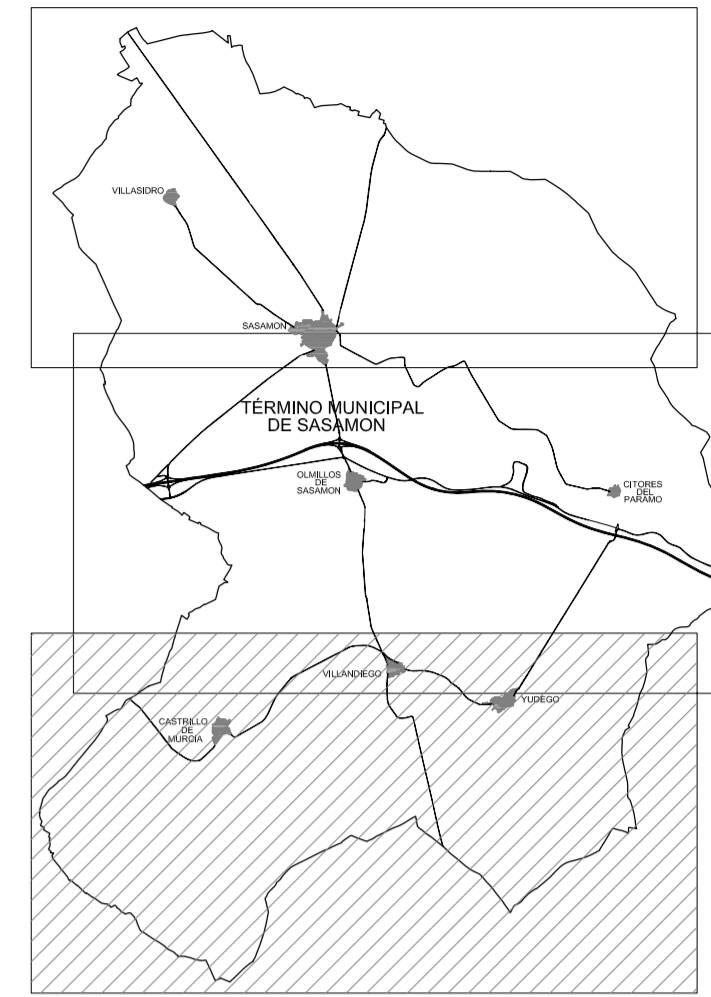 VILLASIDRO
SASAMON
TÉRMINO MUNICIPAL
DE SASAMON
OLMILLOS
DE
SASAMON
CITORES
DEL
PARAMO
VILLANDIEGO
YUDEGO
CASTRILLO
DE
MURCIA